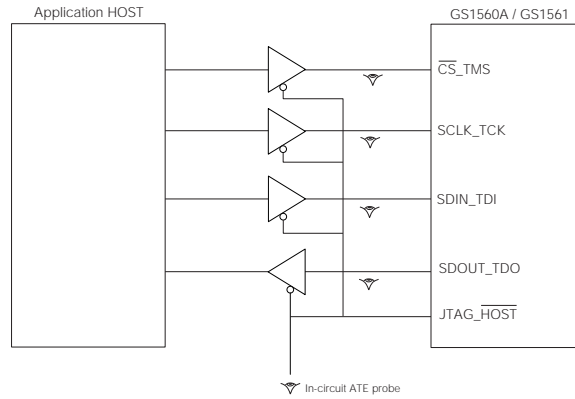 Application HOST
GS1560A / GS1561
CS_TMS
SCLK_TCK
SDIN_TDI
SDOUT_TDO
JTAG_HOST
In-circuit ATE probe